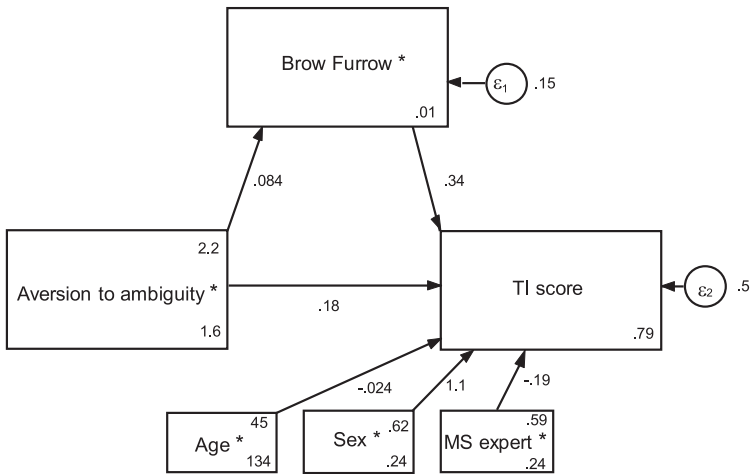 Brow Furrow *
.01
ε1
.15
.084
.34
2.2
Aversion to ambiguity *
1.6
.18
TI score
.79
ε2
.5
-.024
1.1
-.19
45
Age *
134
.62
Sex *
.24
.59
MS expert *
.24